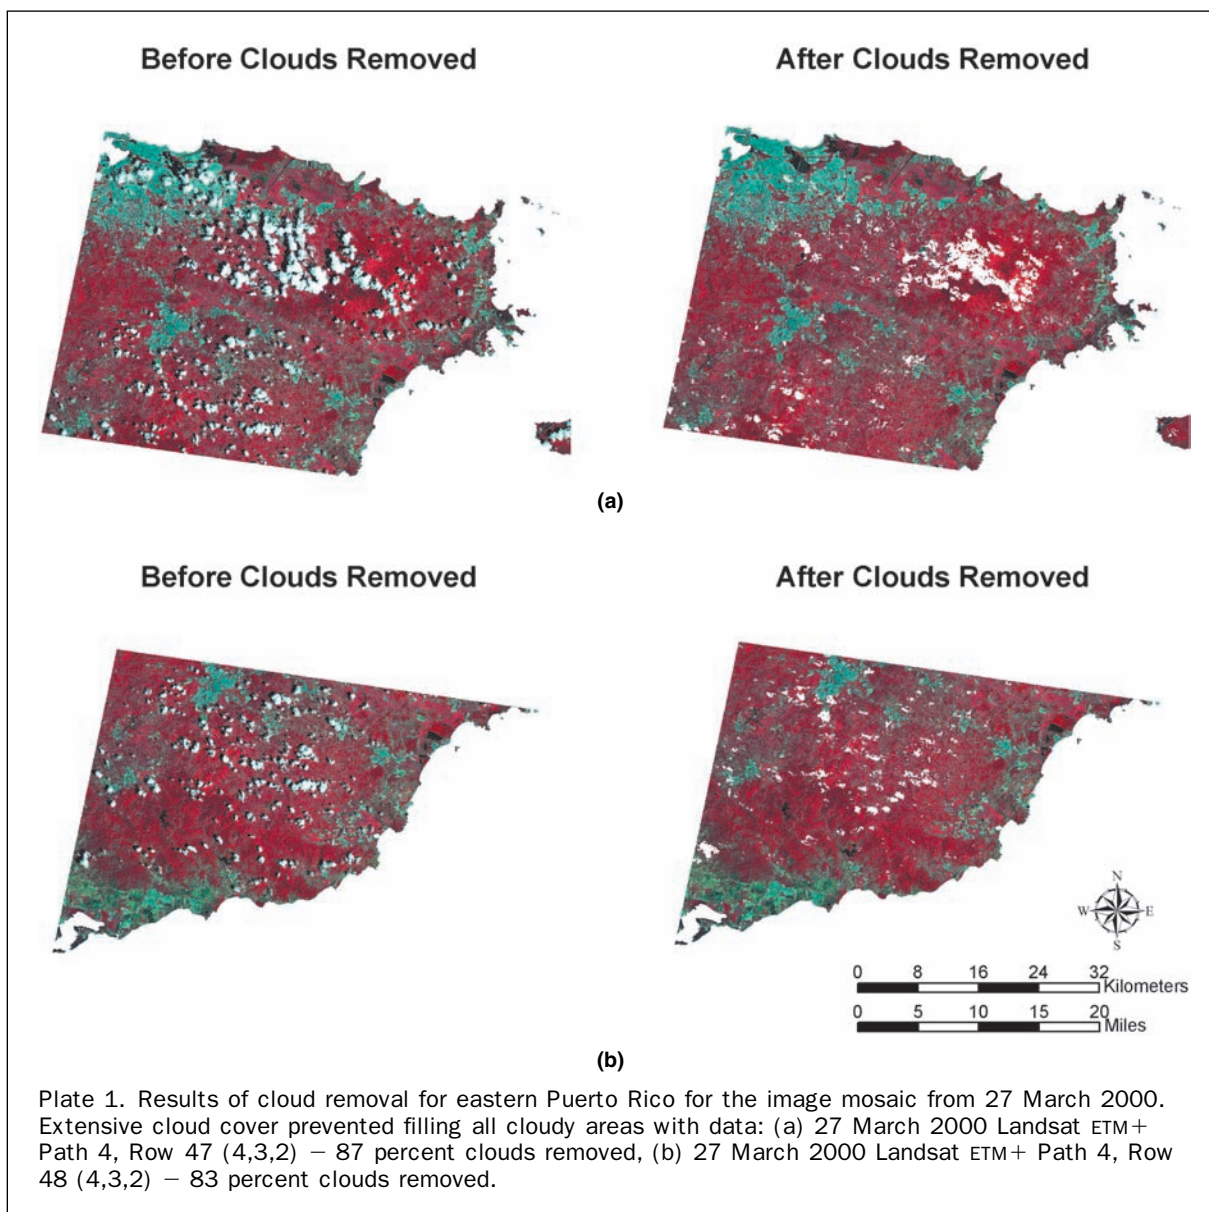 Before Clouds Removed
After Clouds Removed
(a)
Before Clouds Removed
After Clouds Removed
N
W E
S
0 8 16 24 32
Kilometers
0 5 10 15 20
Miles
(b)
Plate 1. Results of cloud removal for eastern Puerto Rico for the image mosaic from 27 March 2000.
Extensive cloud cover prevented filling all cloudy areas with data: (a) 27 March 2000 Landsat ETM+
Path 4, Row 47 (4,3,2) – 87 percent clouds removed, (b) 27 March 2000 Landsat ETM+ Path 4, Row
48 (4,3,2) – 83 percent clouds removed.